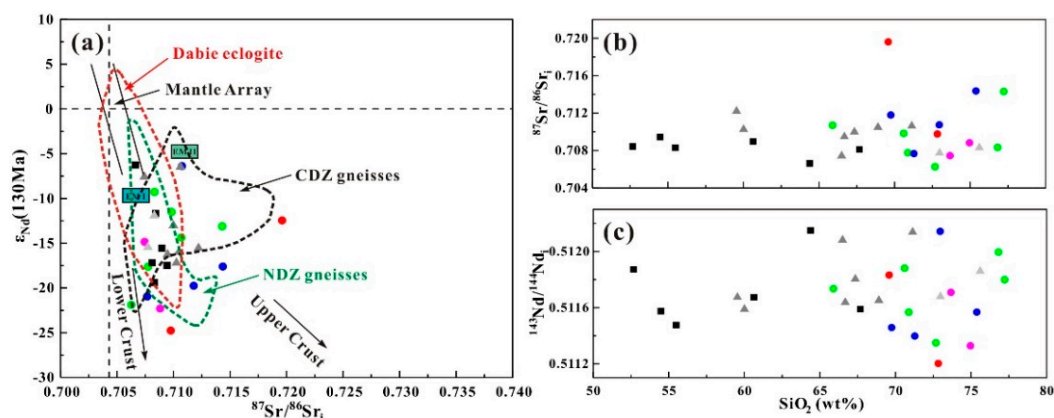 (a)
Dabie eclogite
Mantle Array
CDZ gneisses
NDZ gneisses
Lower Crust
Upper Crust
εNd(130Ma)
10
5
0
-5
-10
-15
-20
-25
-30
0.700 0.705 0.710 0.715 0.720 0.725 0.730 0.735 0.740
⁸⁷Sr/⁸⁶Srᵢ
(b)
⁸⁷Sr/⁸⁶Srᵢ
0.720
0.716
0.712
0.708
0.704
(c)
¹⁴³Nd/¹⁴⁴Ndᵢ
0.5120
0.5116
0.5112
50 55 60 65 70 75 80
SiO₂ (wt%)